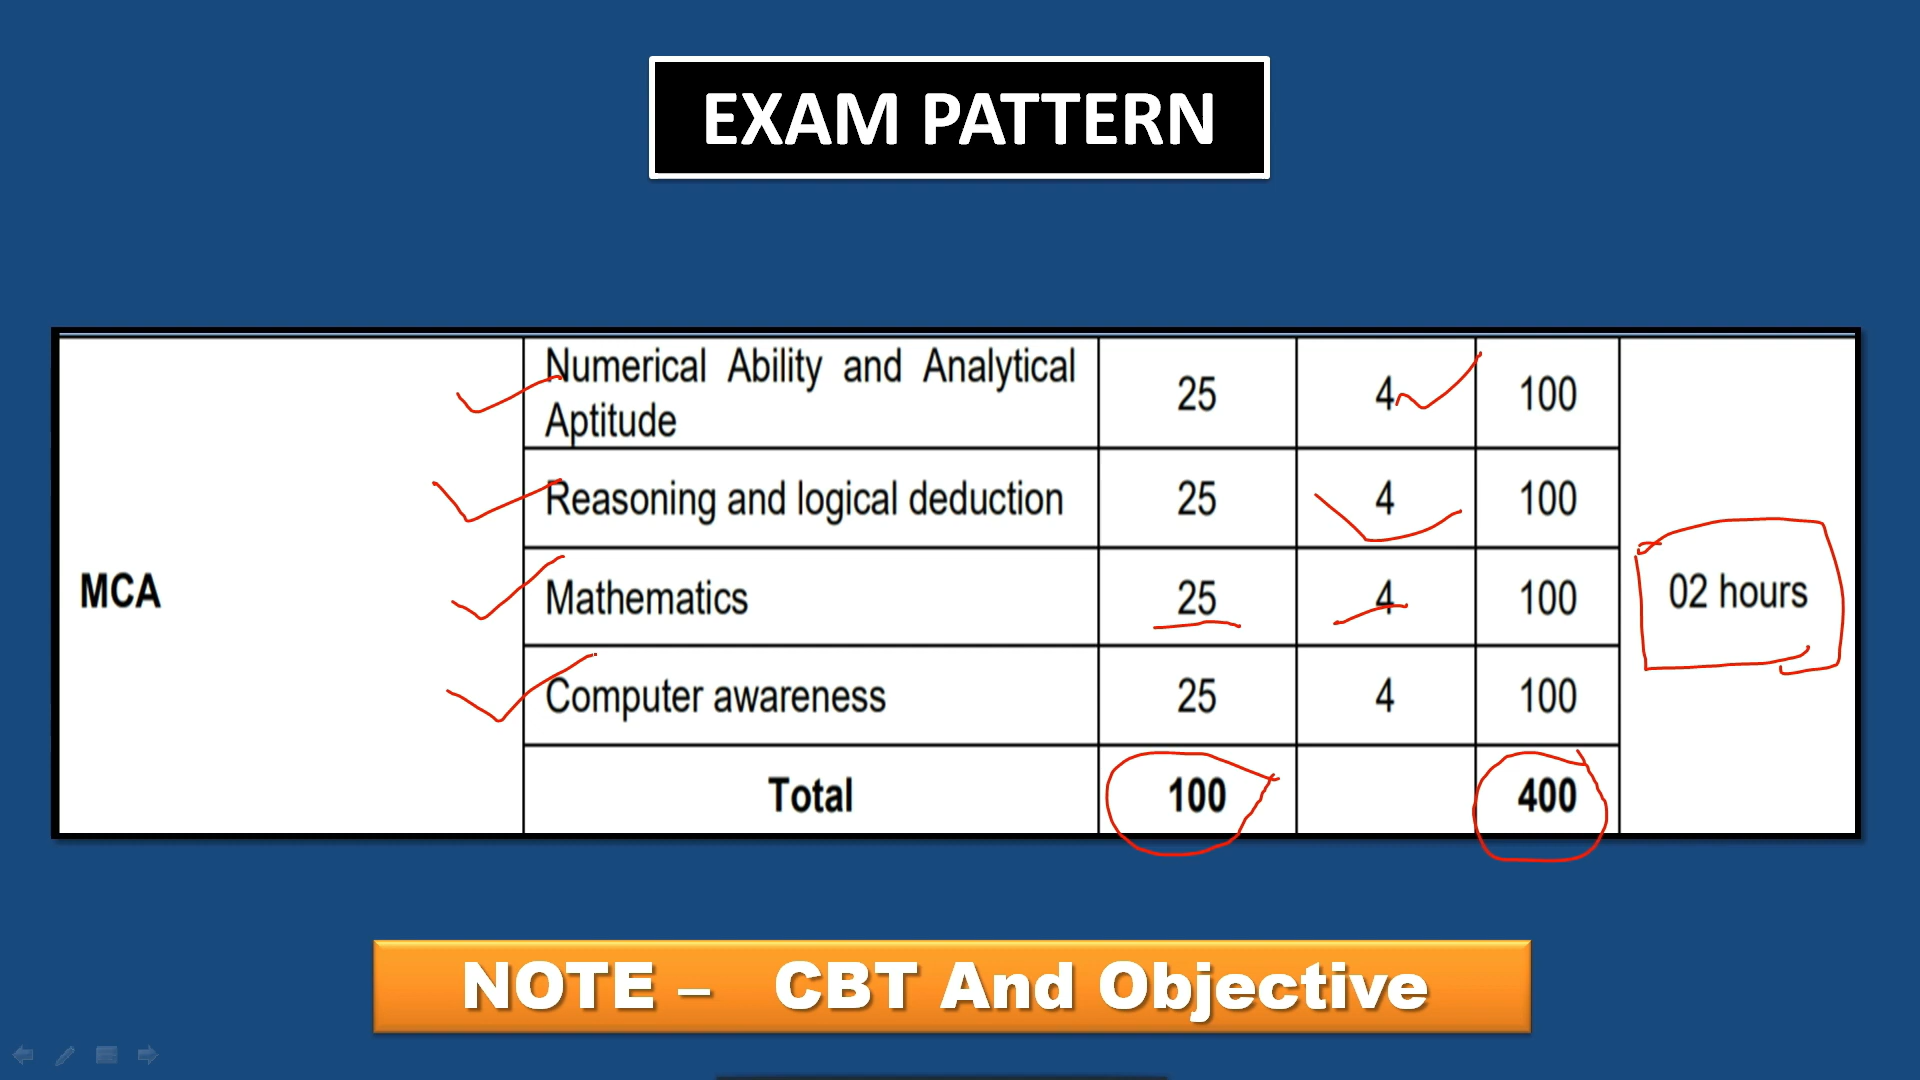 EXAM PATTERN
Numerical Ability and Analytical
Aptitude
25
4
100
Reasoning and logical deduction
25
4
100
MCA
Mathematics
25
4
100
02 hours
Computer awareness
25
4
100
Total
100
400
NOTE – CBT And Objective